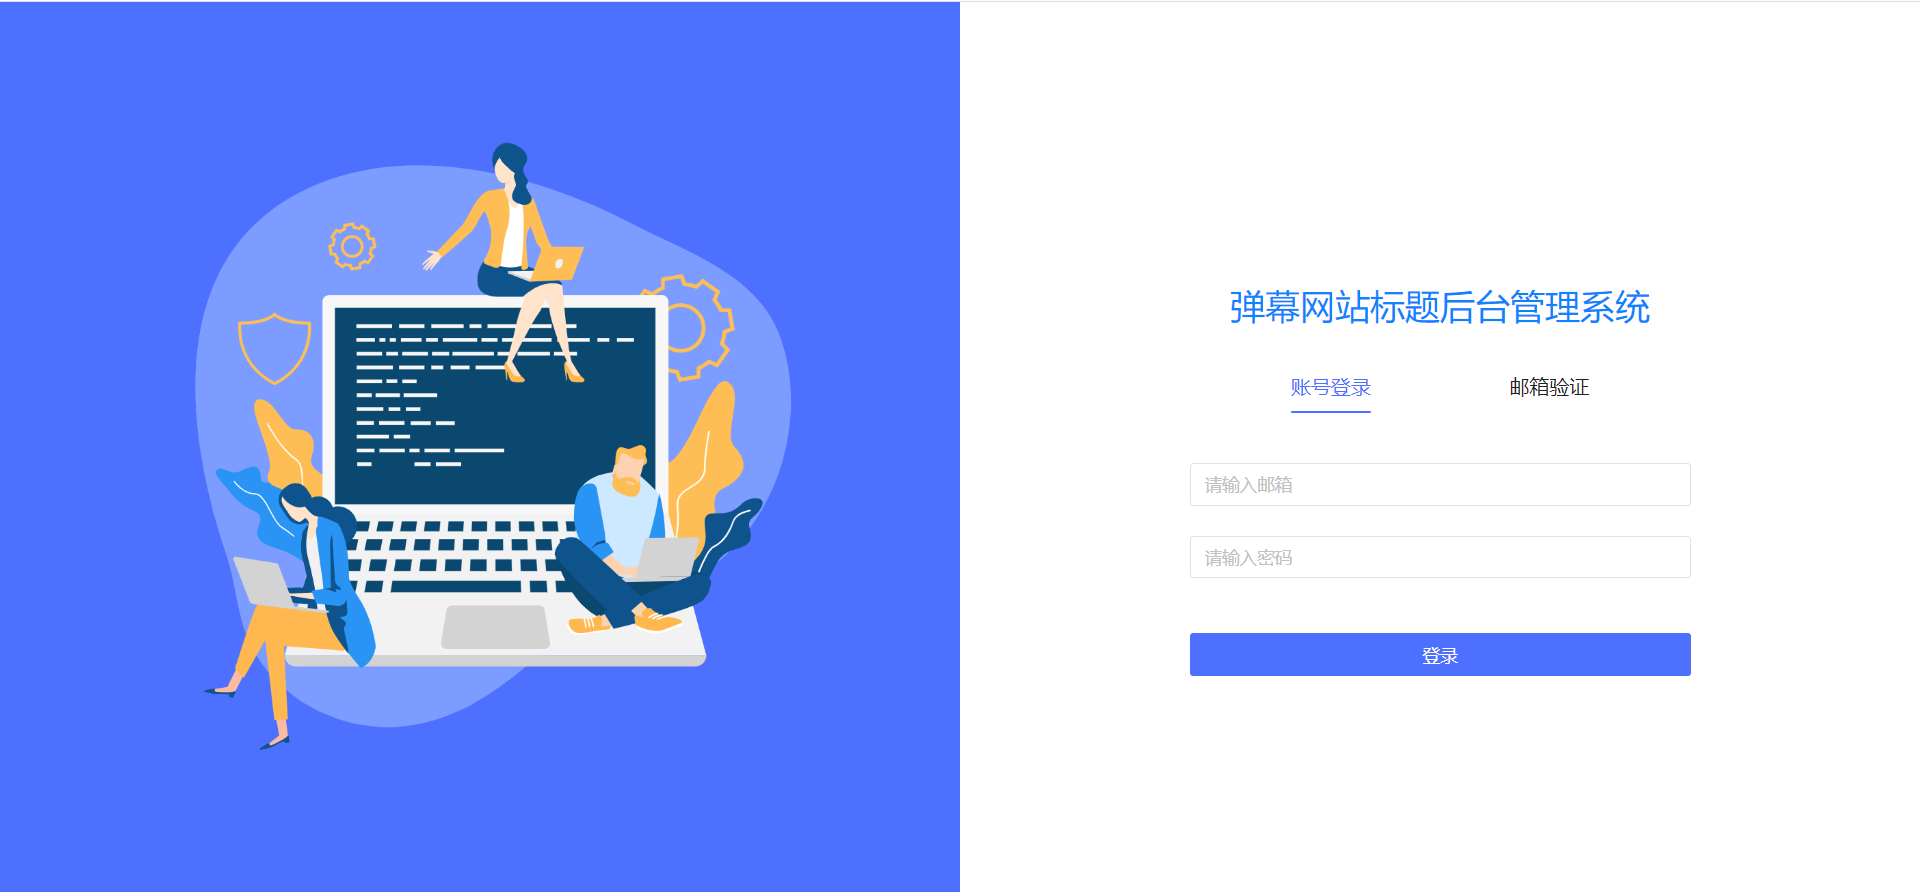 弹幕网站标题后台管理系统
账号登录 邮箱验证
请输入邮箱
请输入密码
登录